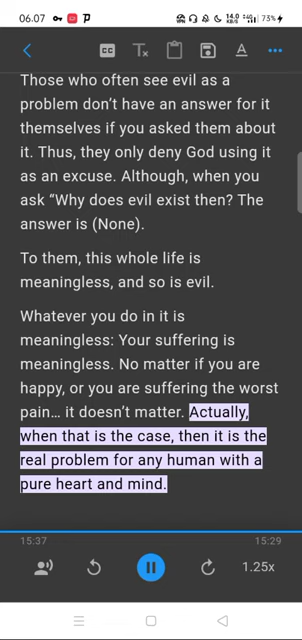 06.07
14.0
KB/S
4G
73%
CC
Those who often see evil as a
problem don't have an answer for it
themselves if you asked them about
it. Thus, they only deny God using it
as an excuse. Although, when you
ask “Why does evil exist then? The
answer is (None).
To them, this whole life is
meaningless, and so is evil.
Whatever you do in it is
meaningless: Your suffering is
meaningless. No matter if you are
happy, or you are suffering the worst
pain… it doesn't matter. Actually,
when that is the case, then it is the
real problem for any human with a
pure heart and mind.
15:37
15:29
1.25x